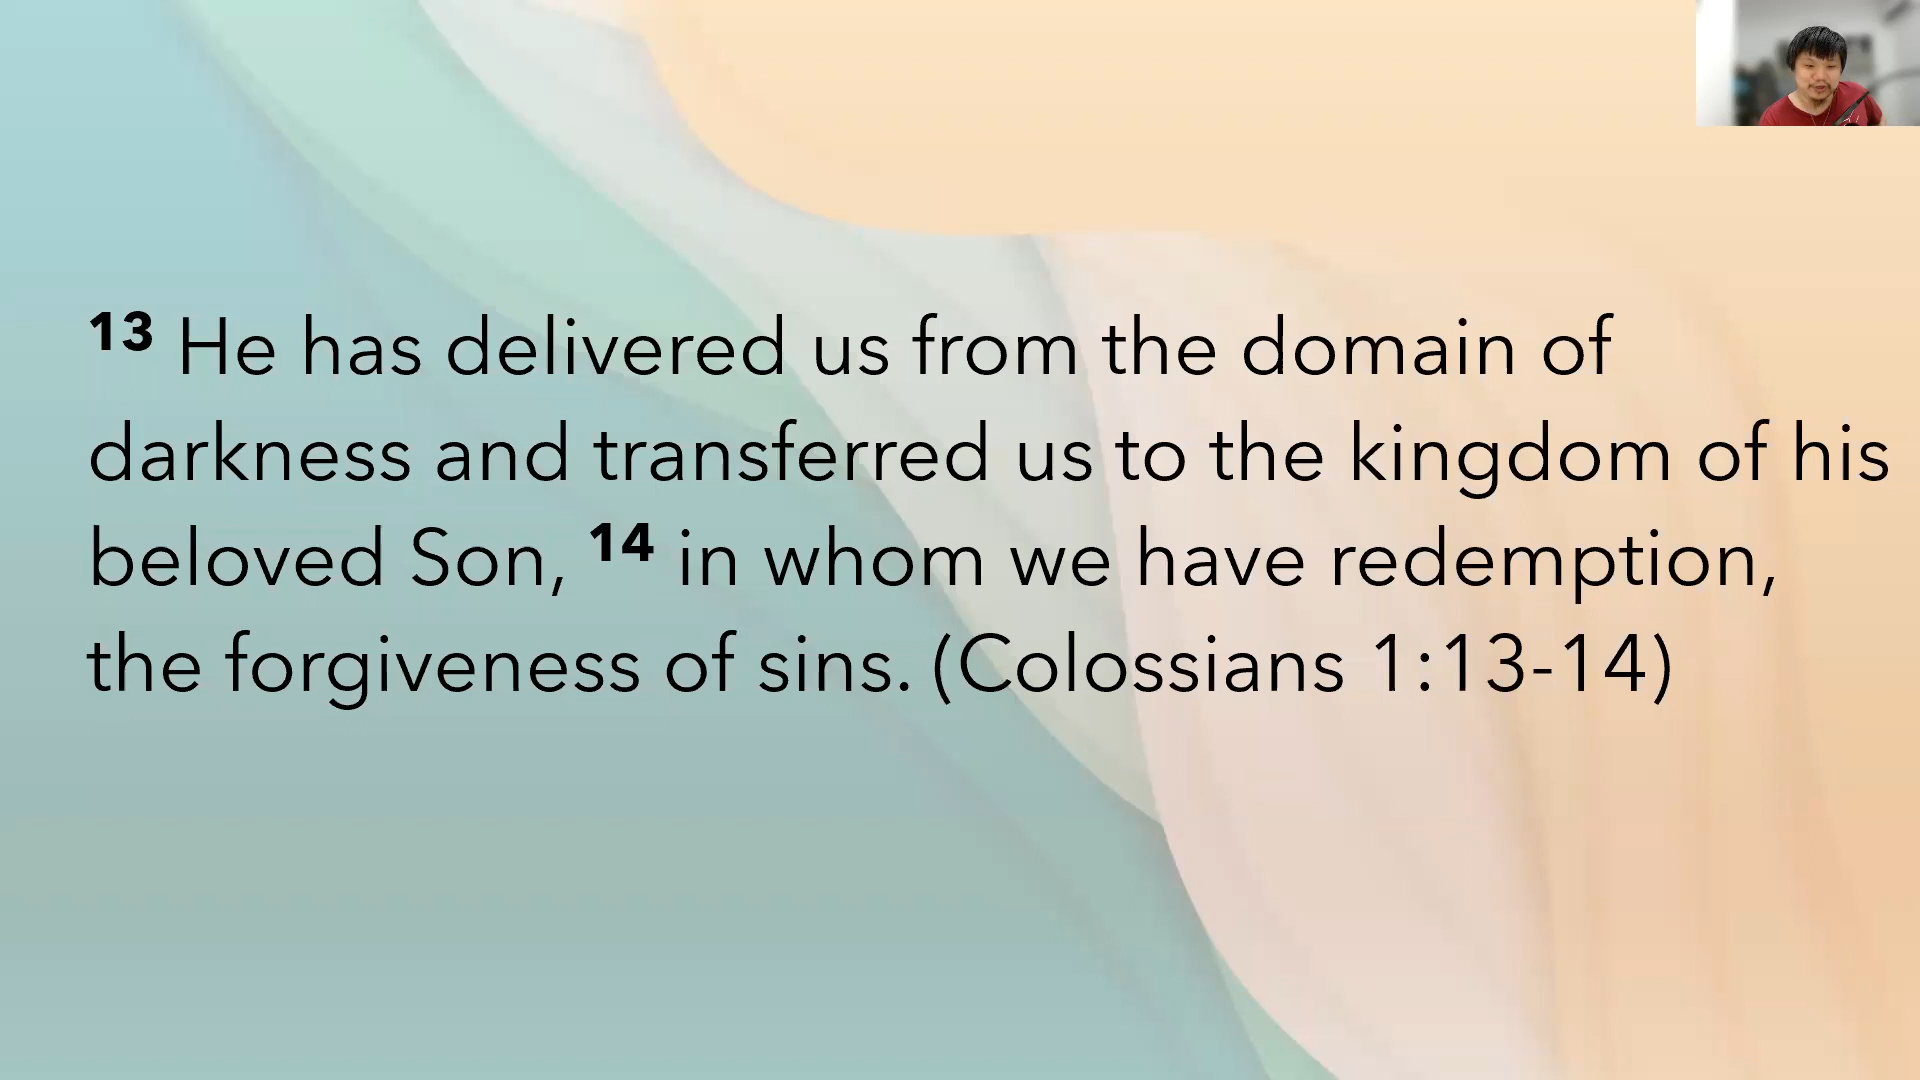 13 He has delivered us from the domain of
darkness and transferred us to the kingdom of his
beloved Son, 14 in whom we have redemption,
the forgiveness of sins. (Colossians 1:13-14)